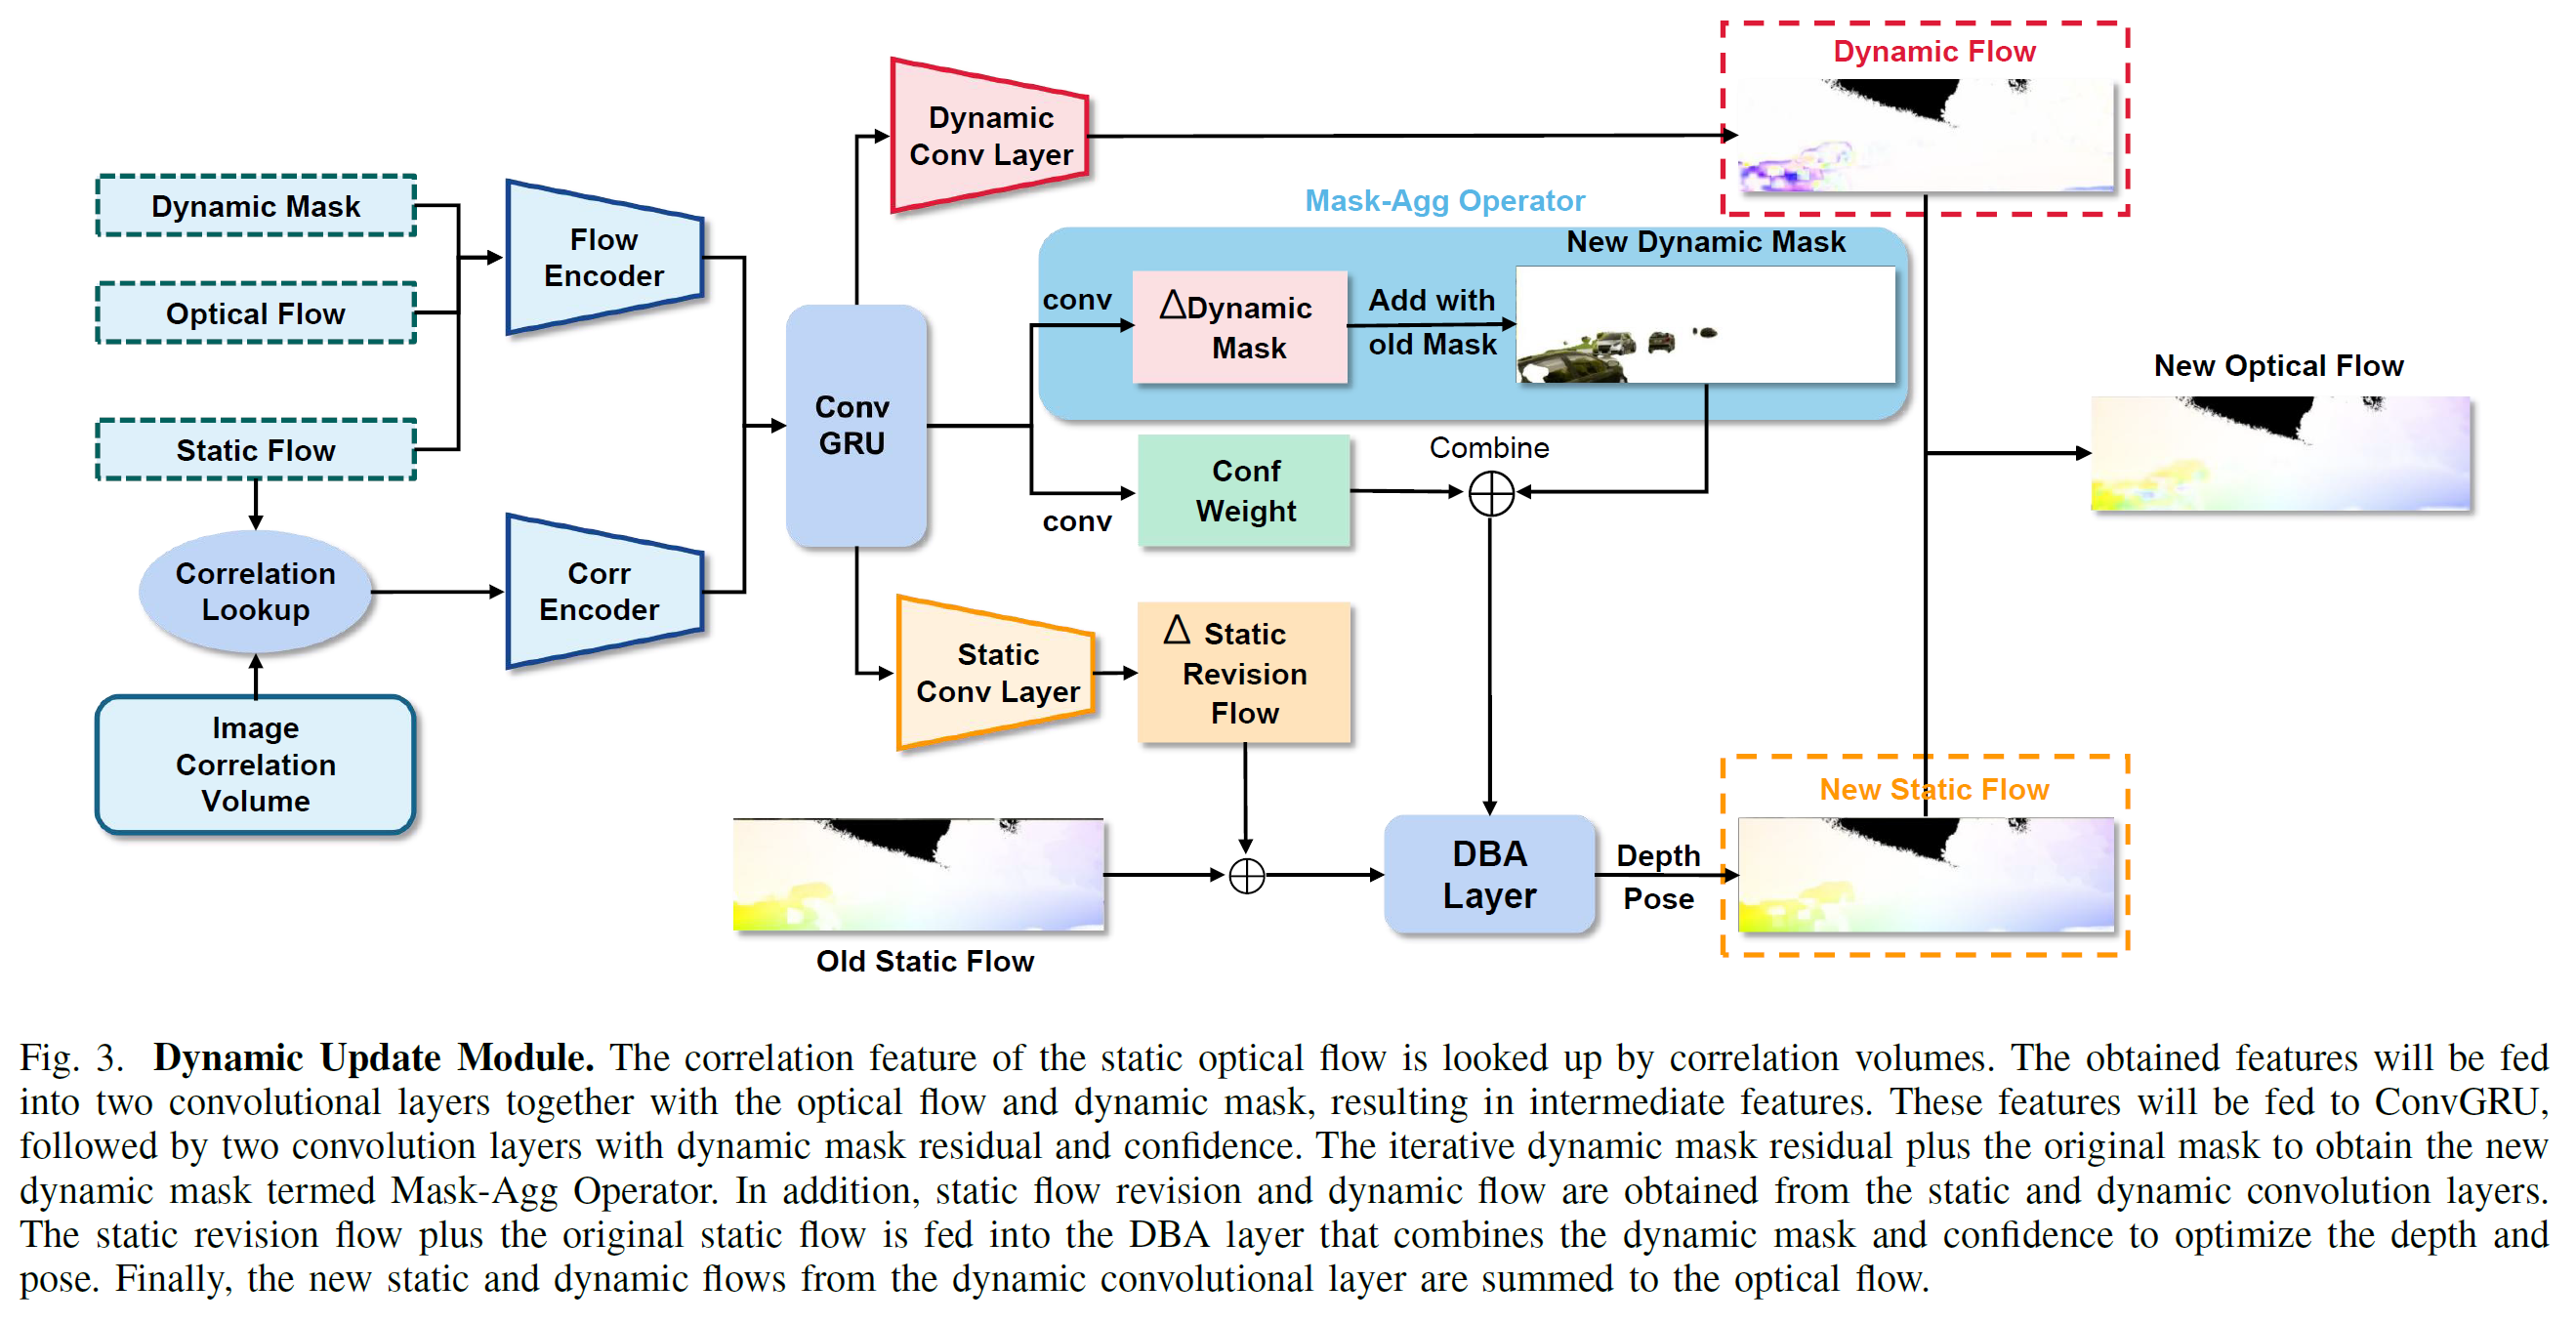 Dynamic Flow
Dynamic
Conv Layer
Mask-Agg Operator
Dynamic Mask
Optical Flow
Static Flow
Flow
Encoder
Correlation
Lookup
Corr
Encoder
Image
Correlation
Volume
Conv
GRU
conv
Δ Dynamic
Mask
Add with
old Mask
New Dynamic Mask
conv
Conf
Weight
Combine
New Optical Flow
Static
Conv Layer
Δ Static
Revision
Flow
Old Static Flow
DBA
Layer
Depth
Pose
New Static Flow
Fig. 3. Dynamic Update Module. The correlation feature of the static optical flow is looked up by correlation volumes. The obtained features will be fed
into two convolutional layers together with the optical flow and dynamic mask, resulting in intermediate features. These features will be fed to ConvGRU,
followed by two convolution layers with dynamic mask residual and confidence. The iterative dynamic mask residual plus the original mask to obtain the new
dynamic mask termed Mask-Agg Operator. In addition, static flow revision and dynamic flow are obtained from the static and dynamic convolution layers.
The static revision flow plus the original static flow is fed into the DBA layer that combines the dynamic mask and confidence to optimize the depth and
pose. Finally, the new static and dynamic flows from the dynamic convolutional layer are summed to the optical flow.